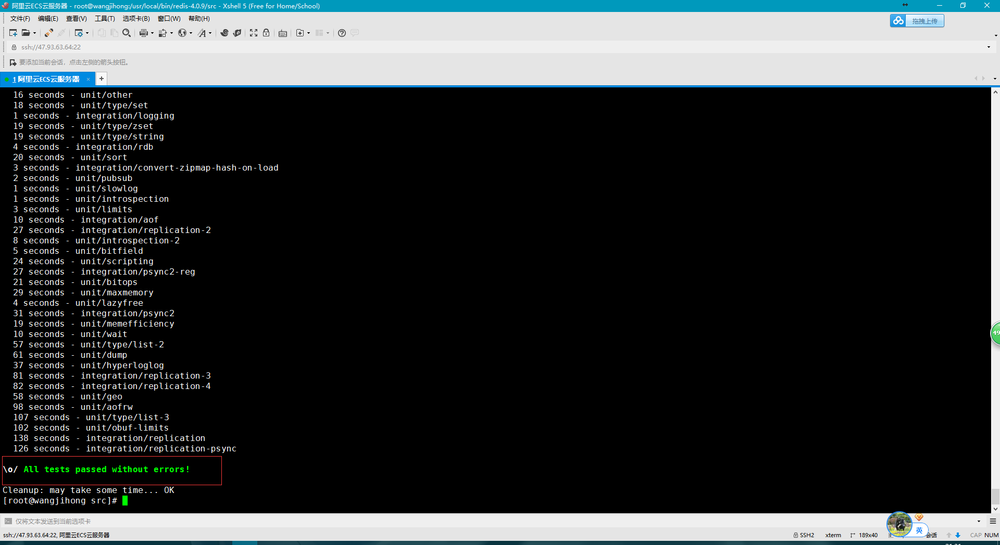 阿里云ECS云服务器 - root@wangjihong:/usr/local/bin/redis-4.0.9/src - Xshell 5 (Free for Home/School)
文件(F) 编辑(E) 查看(V) 工具(T) 选项卡(B) 窗口(W) 帮助(H)
拖拽上传
ssh://47.93.63.64:22
要添加当前会话，点击左侧的箭头按钮。
1 阿里云ECS云服务器 × +
16 seconds - unit/other
18 seconds - unit/type/set
1 seconds - integration/logging
19 seconds - unit/type/zset
19 seconds - unit/type/string
4 seconds - integration/rdb
20 seconds - unit/sort
3 seconds - integration/convert-zipmap-hash-on-load
2 seconds - unit/pubsub
1 seconds - unit/slowlog
1 seconds - unit/introspection
3 seconds - unit/limits
10 seconds - integration/aof
27 seconds - integration/replication-2
8 seconds - unit/introspection-2
5 seconds - unit/bitfield
24 seconds - unit/scripting
27 seconds - integration/psync2-reg
21 seconds - unit/bitops
29 seconds - unit/maxmemory
4 seconds - unit/lazyfree
31 seconds - integration/psync2
19 seconds - unit/memefficiency
10 seconds - unit/wait
57 seconds - unit/type/list-2
61 seconds - unit/dump
37 seconds - unit/hyperloglog
81 seconds - integration/replication-3
82 seconds - integration/replication-4
58 seconds - unit/geo
98 seconds - unit/aofrw
107 seconds - unit/type/list-3
102 seconds - unit/obuf-limits
138 seconds - integration/replication
126 seconds - integration/replication-psync
\o/ All tests passed without errors!
Cleanup: may take some time... OK
[root@wangjihong src]#
49
仅将文本发送到当前选项卡
英
ssh://47.93.63.64:22, 阿里云ECS云服务器 SSH2 xterm 189x40 会话 CAP NUM